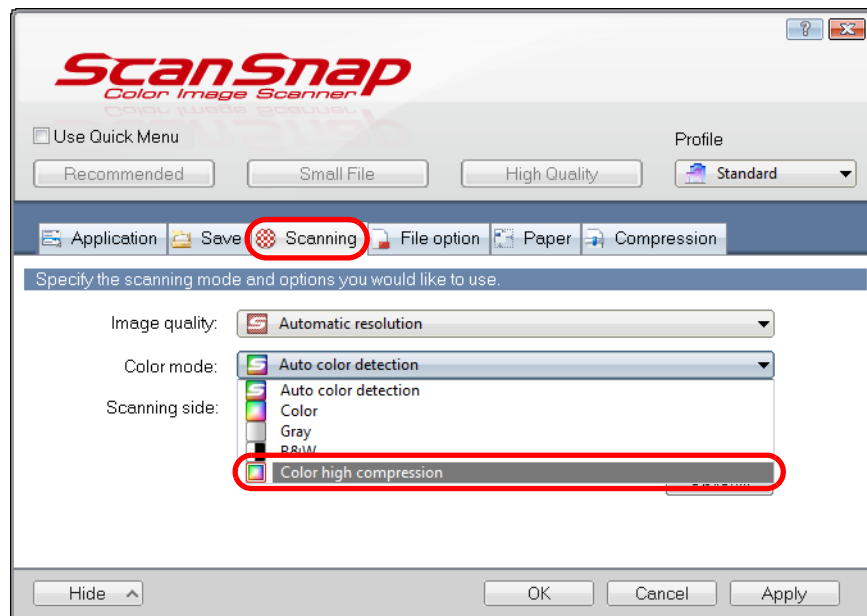 ScanSnap
Color Image Scanner
Use Quick Menu
Profile
Recommended Small File High Quality Standard
Application Save Scanning File option Paper Compression
Specify the scanning mode and options you would like to use.
Image quality: Automatic resolution
Color mode: Auto color detection
Auto color detection
Scanning side: Color
Gray
B&W
Color high compression
Hide OK Cancel Apply